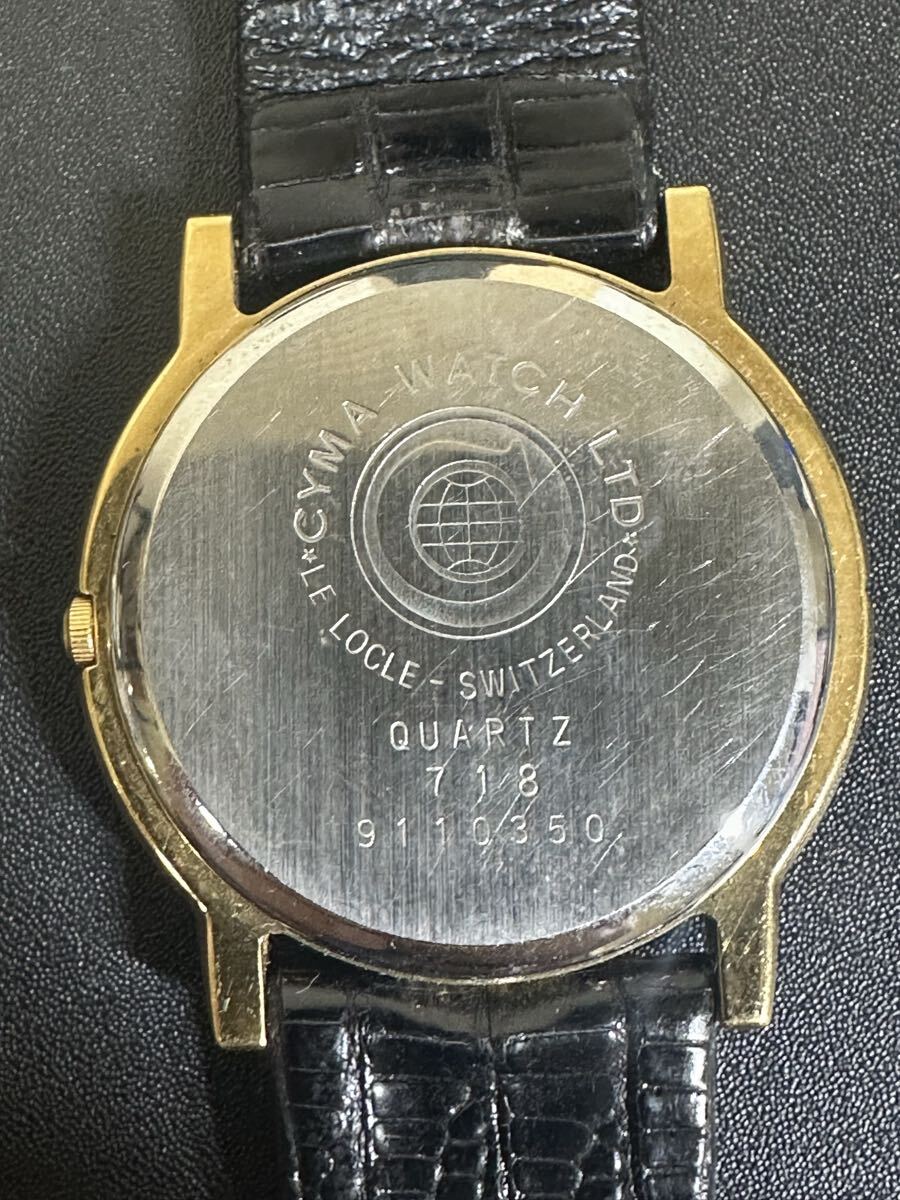 *CYMA WATCH LTD*
LE LOCLE - SWITZERLAND
QUARTZ
718
9110350